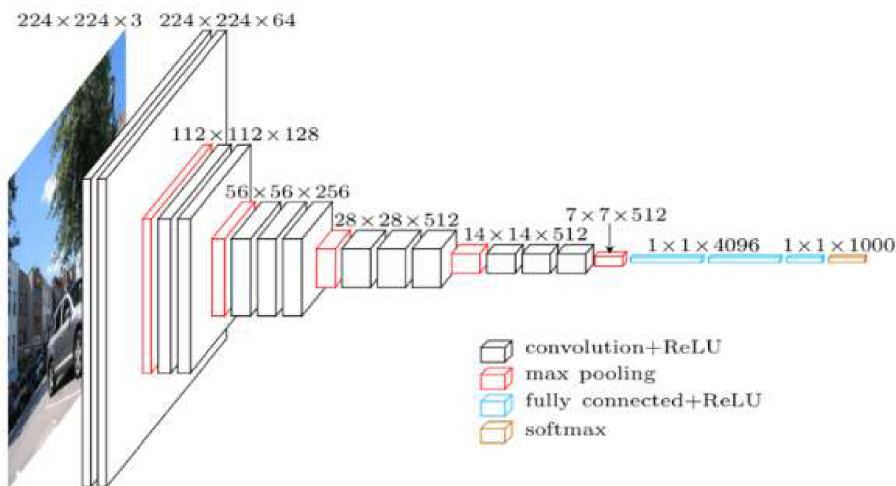 224×224×3
224×224×64
112×112×128
56×56×256
28×28×512
14×14×512
7×7×512
1×1×4096
1×1×1000
convolution+ReLU
max pooling
fully connected+ReLU
softmax